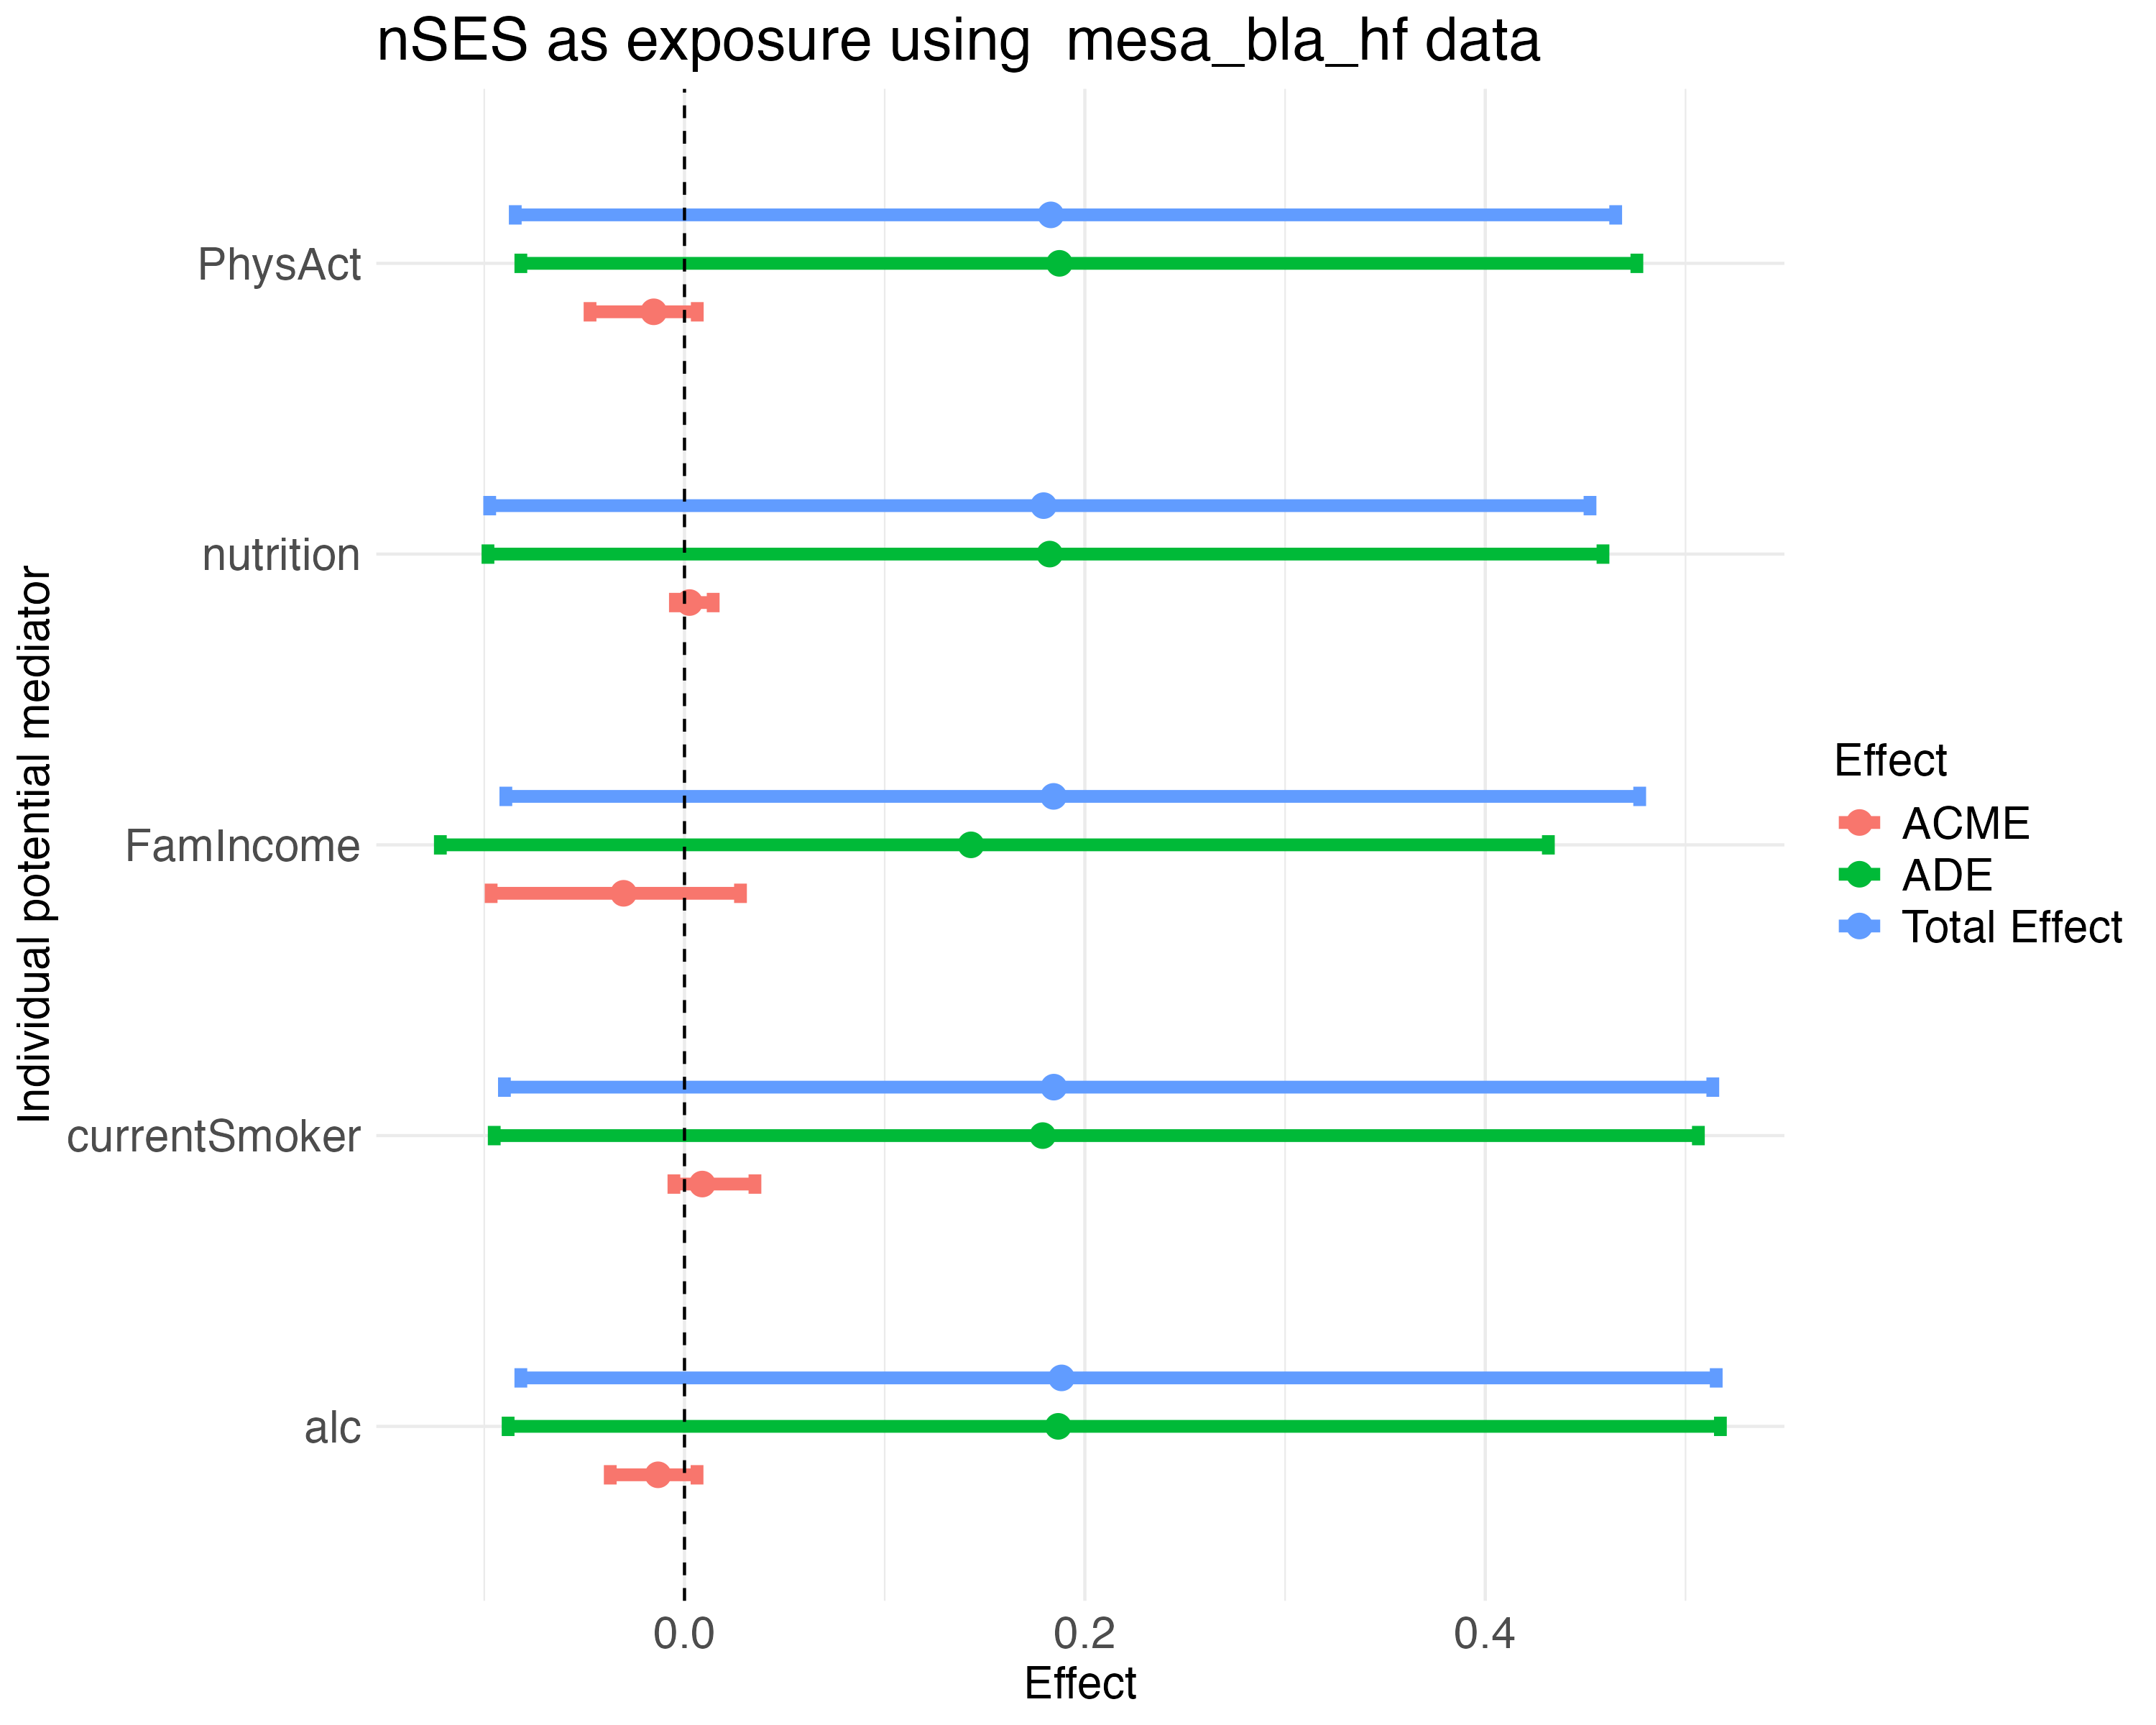 nSES as exposure using  mesa_bla_hf data
Individual potential mediator
PhysAct
nutrition
FamIncome
currentSmoker
alc
0.0
0.2
0.4
Effect
Effect
ACME
ADE
Total Effect